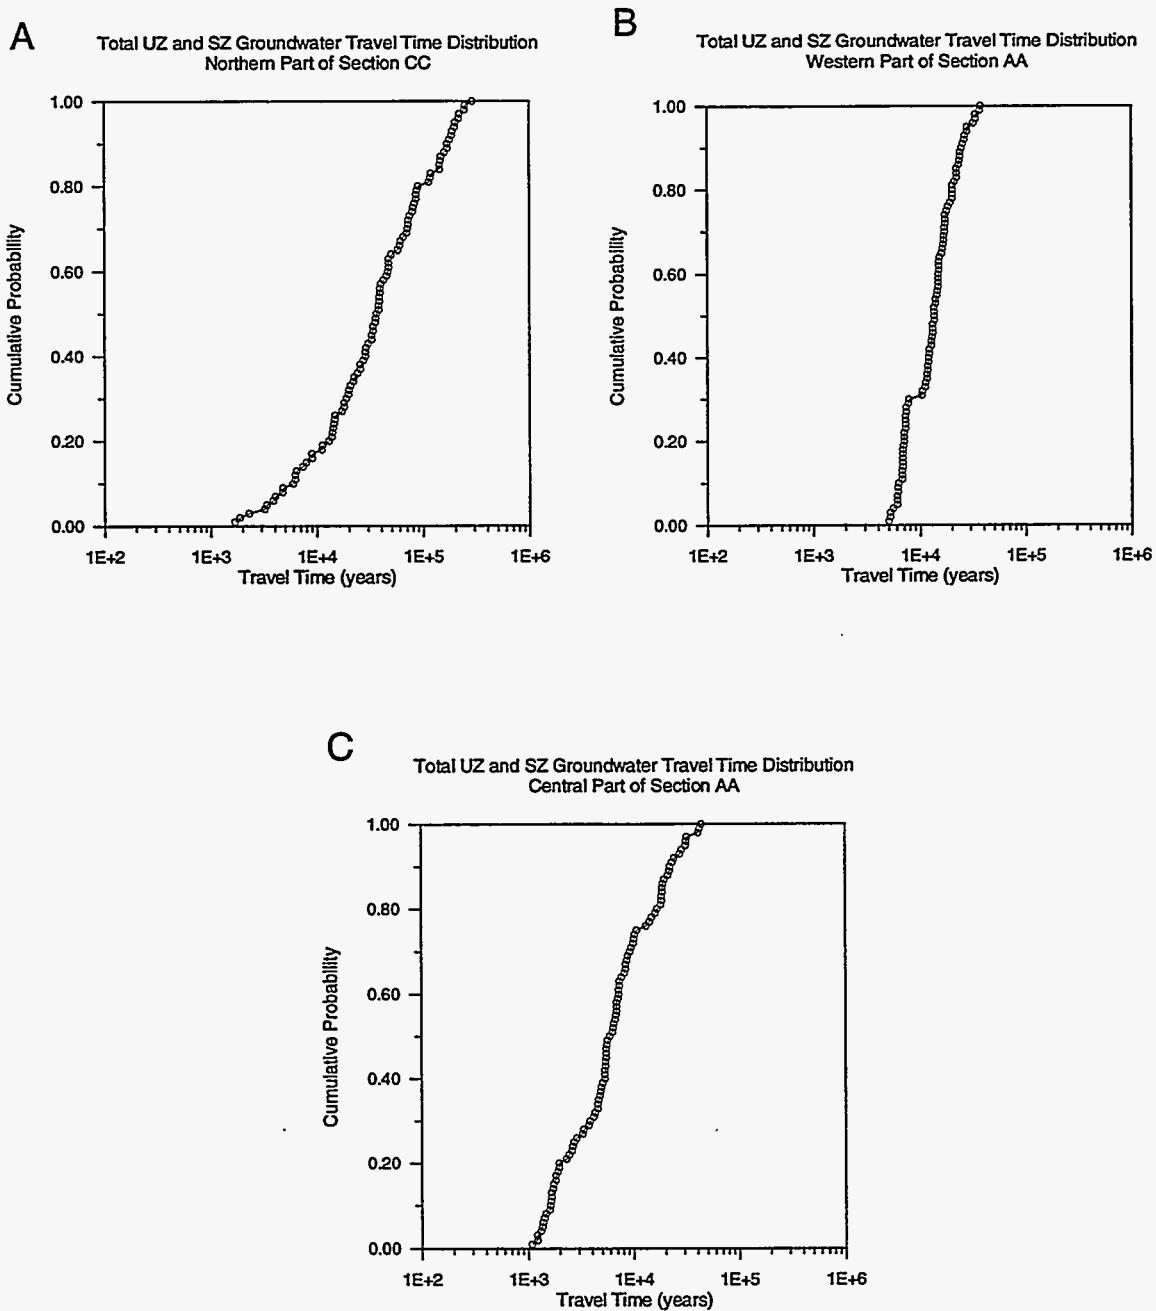 A
Total UZ and SZ Groundwater Travel Time Distribution
Northern Part of Section CC
1.00
0.80
0.60
0.40
0.20
0.00
Cumulative Probability
1E+2 1E+3 1E+4 1E+5 1E+6
Travel Time (years)
B
Total UZ and SZ Groundwater Travel Time Distribution
Western Part of Section AA
1.00
0.80
0.60
0.40
0.20
0.00
Cumulative Probability
1E+2 1E+3 1E+4 1E+5 1E+6
Travel Time (years)
C
Total UZ and SZ Groundwater Travel Time Distribution
Central Part of Section AA
1.00
0.80
0.60
0.40
0.20
0.00
Cumulative Probability
1E+2 1E+3 1E+4 1E+5 1E+6
Travel Time (years)